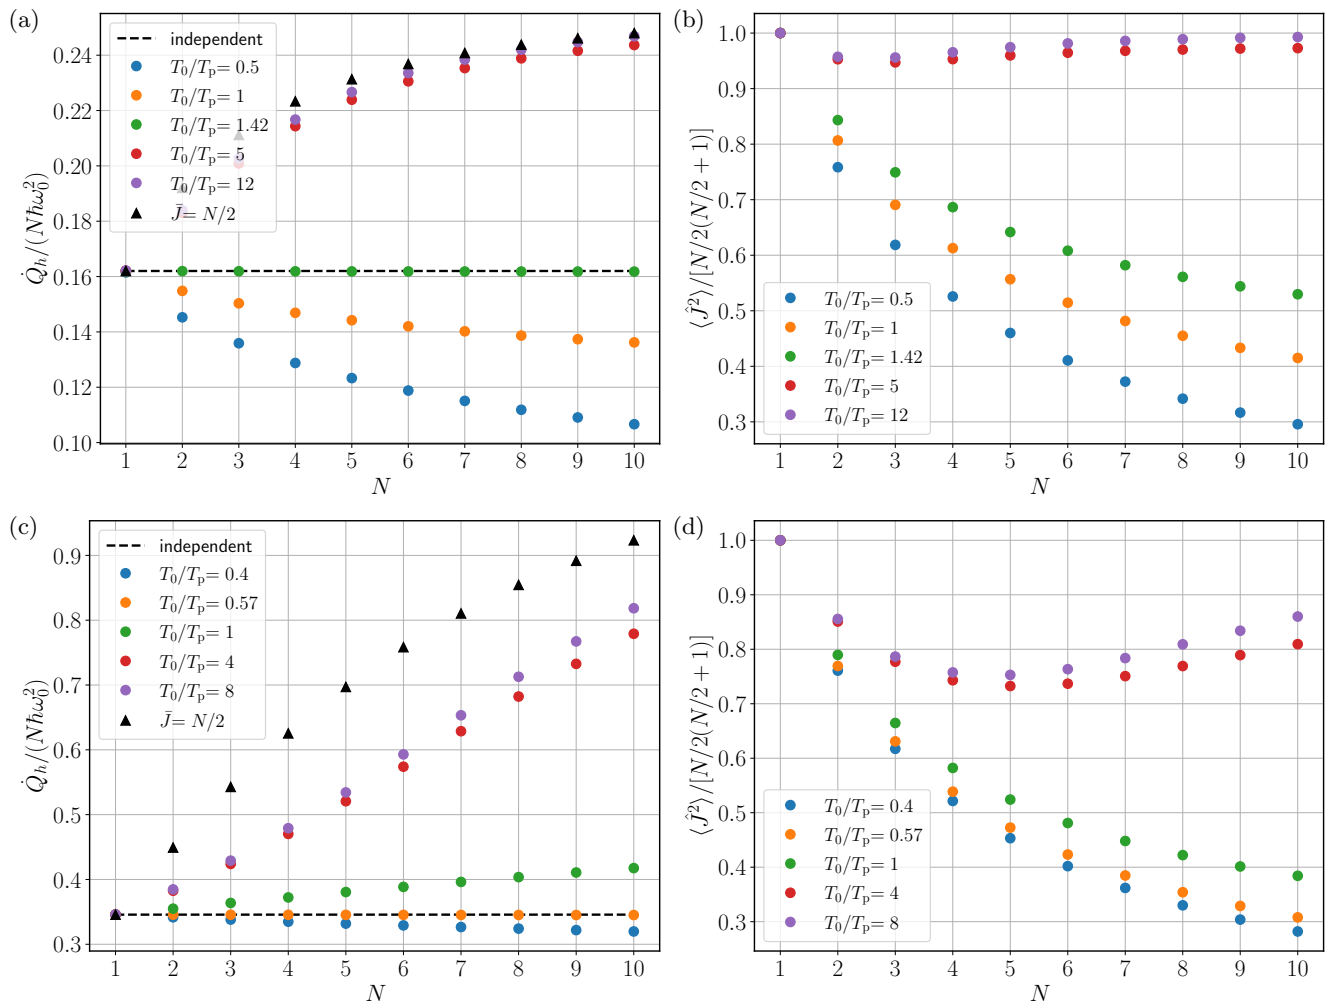 (a)
0.24
0.22
0.20
0.18
0.16
0.14
0.12
0.10
Q̇_h/(Nħω₀²)
independent
T₀/Tₚ= 0.5
T₀/Tₚ= 1
T₀/Tₚ= 1.42
T₀/Tₚ= 5
T₀/Tₚ= 12
J̄= N/2
1 2 3 4 5 6 7 8 9 10
N
(b)
1.0
0.9
0.8
0.7
0.6
0.5
0.4
0.3
⟨Ĵ²⟩/[N/2(N/2 + 1)]
T₀/Tₚ= 0.5
T₀/Tₚ= 1
T₀/Tₚ= 1.42
T₀/Tₚ= 5
T₀/Tₚ= 12
1 2 3 4 5 6 7 8 9 10
N
(c)
0.9
0.8
0.7
0.6
0.5
0.4
0.3
Q̇_h/(Nħω₀²)
independent
T₀/Tₚ= 0.4
T₀/Tₚ= 0.57
T₀/Tₚ= 1
T₀/Tₚ= 4
T₀/Tₚ= 8
J̄= N/2
1 2 3 4 5 6 7 8 9 10
N
(d)
1.0
0.9
0.8
0.7
0.6
0.5
0.4
0.3
⟨Ĵ²⟩/[N/2(N/2 + 1)]
T₀/Tₚ= 0.4
T₀/Tₚ= 0.57
T₀/Tₚ= 1
T₀/Tₚ= 4
T₀/Tₚ= 8
1 2 3 4 5 6 7 8 9 10
N